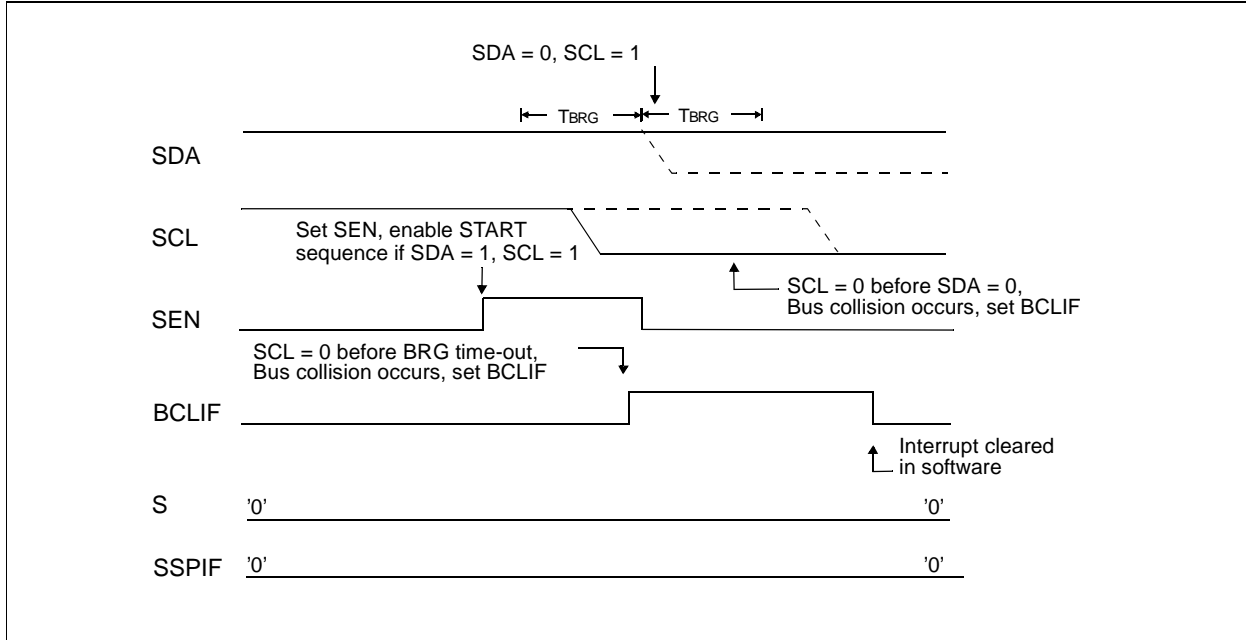 SDA = 0, SCL = 1
TBRG TBRG
SDA
SCL
Set SEN, enable START
sequence if SDA = 1, SCL = 1
SCL = 0 before SDA = 0,
Bus collision occurs, set BCLIF
SEN
SCL = 0 before BRG time-out,
Bus collision occurs, set BCLIF
BCLIF
Interrupt cleared
in software
S '0' '0'
SSPIF '0' '0'